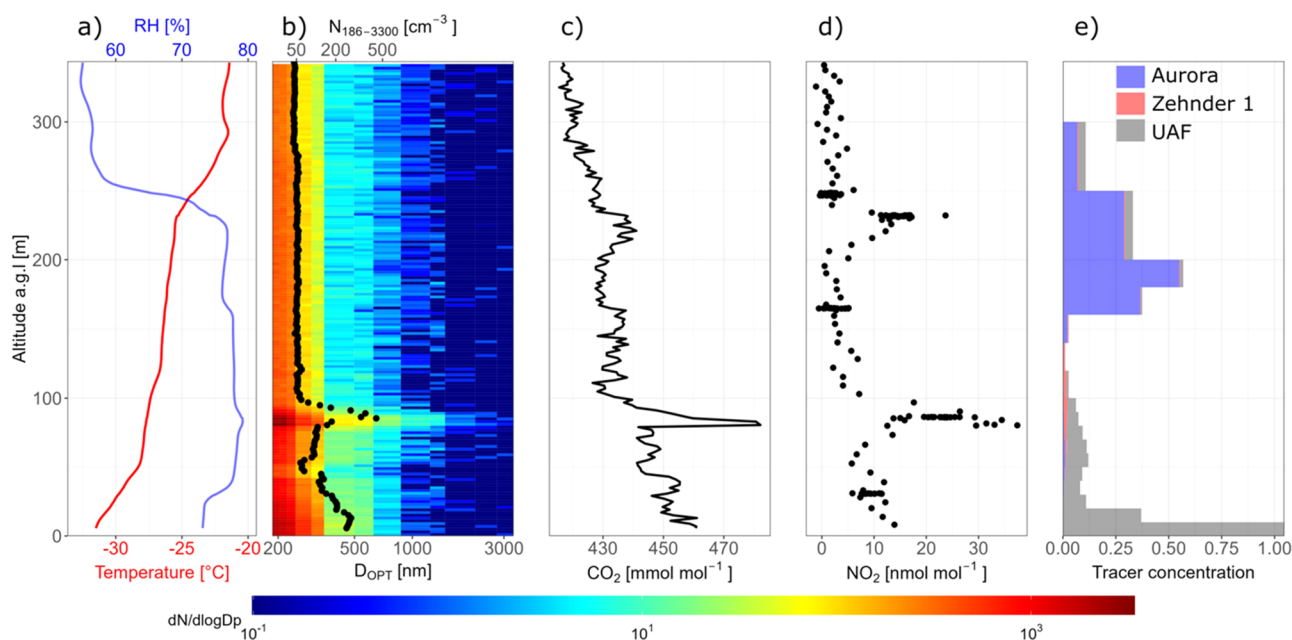 a)
b)
c)
d)
e)
RH [%]
N186−3300 [cm−3 ]
60 70 80
50 200 500
Aurora
Zehnder 1
UAF
Altitude a.g.l [m]
300
200
100
0
-30 -25 -20
200 500 1000 3000
430 450 470
0 10 20 30
0.00 0.25 0.50 0.75 1.00
Temperature [°C]
DOPT [nm]
CO2 [mmol mol−1]
NO2 [nmol mol−1]
Tracer concentration
dN/dlogDp
10-1
101
103